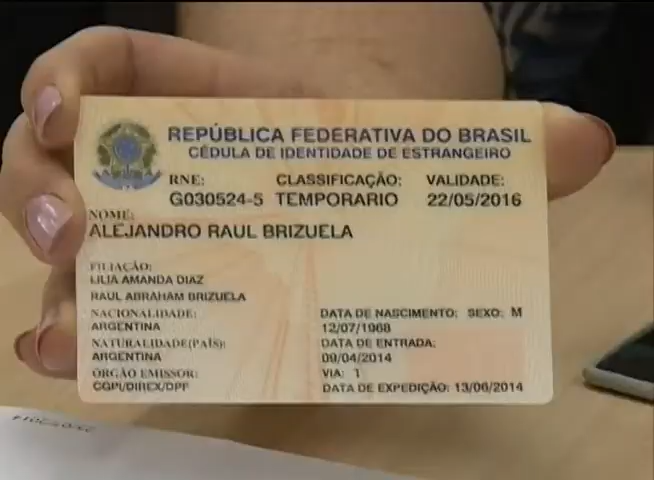 REPÚBLICA FEDERATIVA DO BRASIL
CÉDULA DE IDENTIDADE DE ESTRANGEIRO
RNE: CLASSIFICAÇÃO: VALIDADE:
G030524-5 TEMPORARIO 22/05/2016
NOME:
ALEJANDRO RAUL BRIZUELA
FILIAÇÃO:
LILIA AMANDA DIAZ
RAUL ABRAHAM BRIZUELA
NACIONALIDADE: DATA DE NASCIMENTO: SEXO: M
ARGENTINA 12/07/1968
NATURALIDADE(PAÍS): DATA DE ENTRADA:
ARGENTINA 09/04/2014
ÓRGÃO EMISSOR: VIA: 1
CGPI/DIREX/DPF DATA DE EXPEDIÇÃO: 13/06/2014